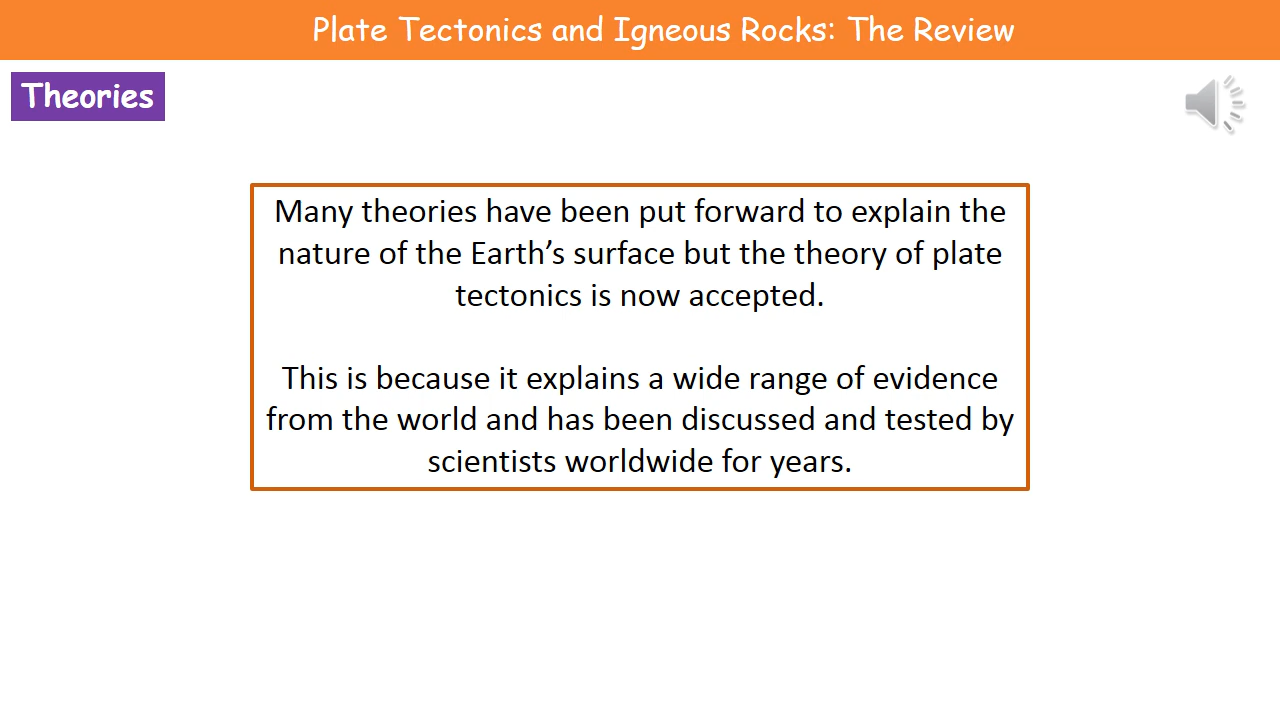 Plate Tectonics and Igneous Rocks: The Review
Theories
Many theories have been put forward to explain the
nature of the Earth’s surface but the theory of plate
tectonics is now accepted.
This is because it explains a wide range of evidence
from the world and has been discussed and tested by
scientists worldwide for years.